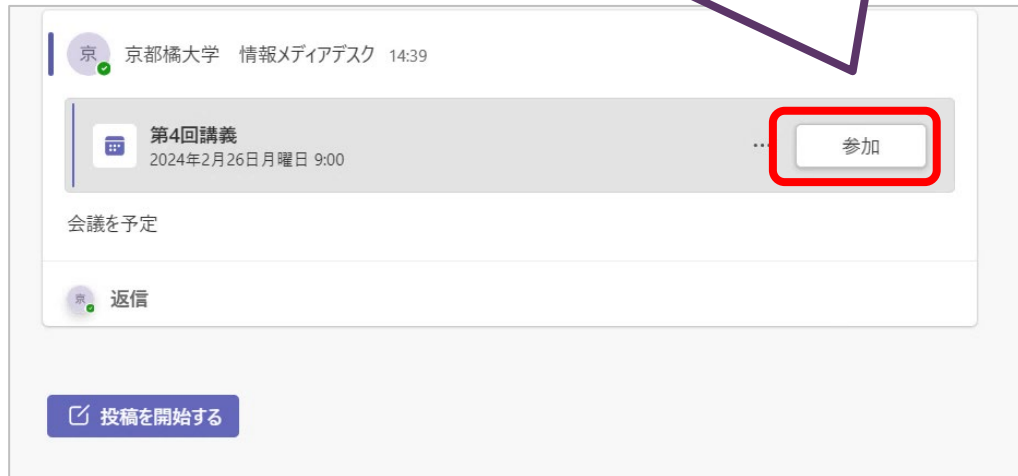 京 京都橘大学 情報メディアデスク 14:39
第4回講義
2024年2月26日月曜日 9:00
… 参加
会議を予定
京 返信
投稿を開始する